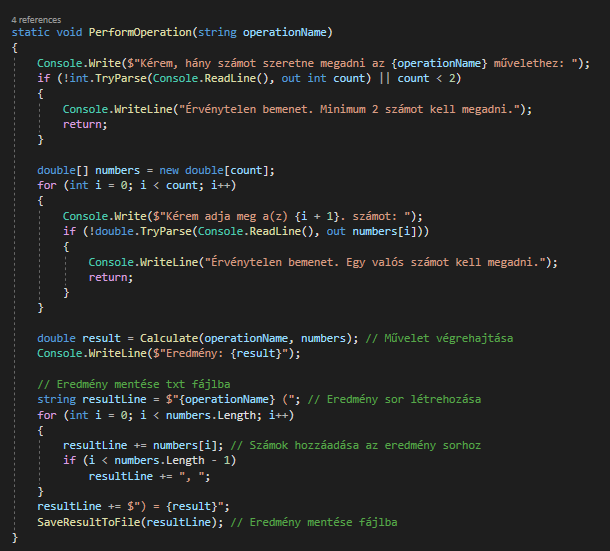 4 references
static void PerformOperation(string operationName)
{
    Console.Write($"Kérem, hány számot szeretne megadni az {operationName} művelethez: ");
    if (!int.TryParse(Console.ReadLine(), out int count) || count < 2)
    {
        Console.WriteLine("Érvénytelen bemenet. Minimum 2 számot kell megadni.");
        return;
    }

    double[] numbers = new double[count];
    for (int i = 0; i < count; i++)
    {
        Console.Write($"Kérem adja meg a(z) {i + 1}. számot: ");
        if (!double.TryParse(Console.ReadLine(), out numbers[i]))
        {
            Console.WriteLine("Érvénytelen bemenet. Egy valós számot kell megadni.");
            return;
        }
    }

    double result = Calculate(operationName, numbers); // Művelet végrehajtása
    Console.WriteLine($"Eredmény: {result}");

    // Eredmény mentése txt fájlba
    string resultLine = $"{operationName} ("; // Eredmény sor létrehozása
    for (int i = 0; i < numbers.Length; i++)
    {
        resultLine += numbers[i]; // Számok hozzáadása az eredmény sorhoz
        if (i < numbers.Length - 1)
            resultLine += ", ";
    }
    resultLine += $") = {result}";
    SaveResultToFile(resultLine); // Eredmény mentése fájlba
}